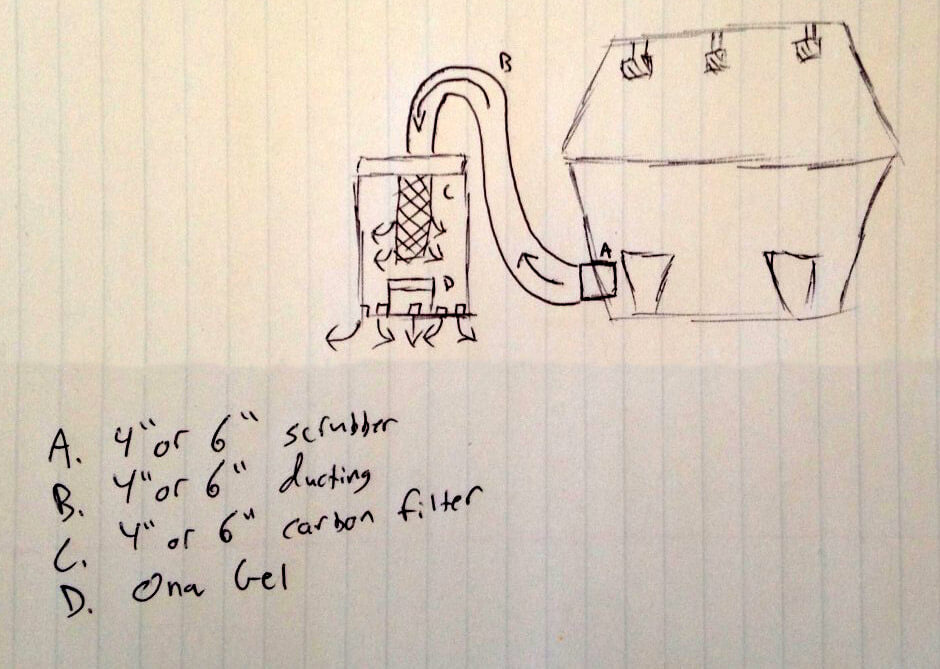 B
C
A
D
A. 4" or 6" scrubber
B. 4" or 6" ducting
C. 4" or 6" carbon filter
D. Ona Gel